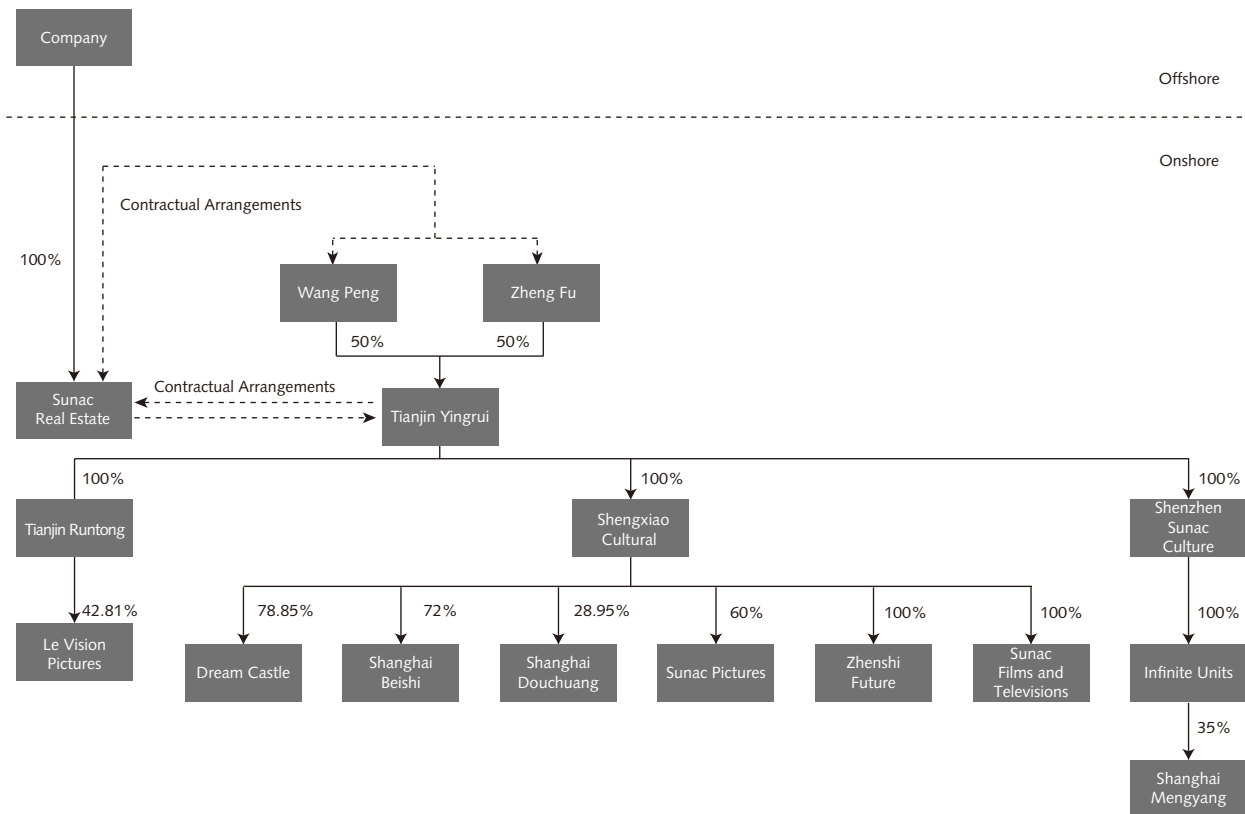 Company
Offshore
Onshore
Contractual Arrangements
100%
Wang Peng
Zheng Fu
50%
50%
Contractual Arrangements
Sunac
Real Estate
Tianjin Yingrui
100%
100%
100%
Tianjin Runtong
Shengxiao
Cultural
Shenzhen
Sunac
Culture
42.81%
78.85%
72%
28.95%
60%
100%
100%
100%
Le Vision
Pictures
Dream Castle
Shanghai
Beishi
Shanghai
Douchuang
Sunac Pictures
Zhenshi
Future
Sunac
Films and
Televisions
Infinite Units
35%
Shanghai
Mengyang